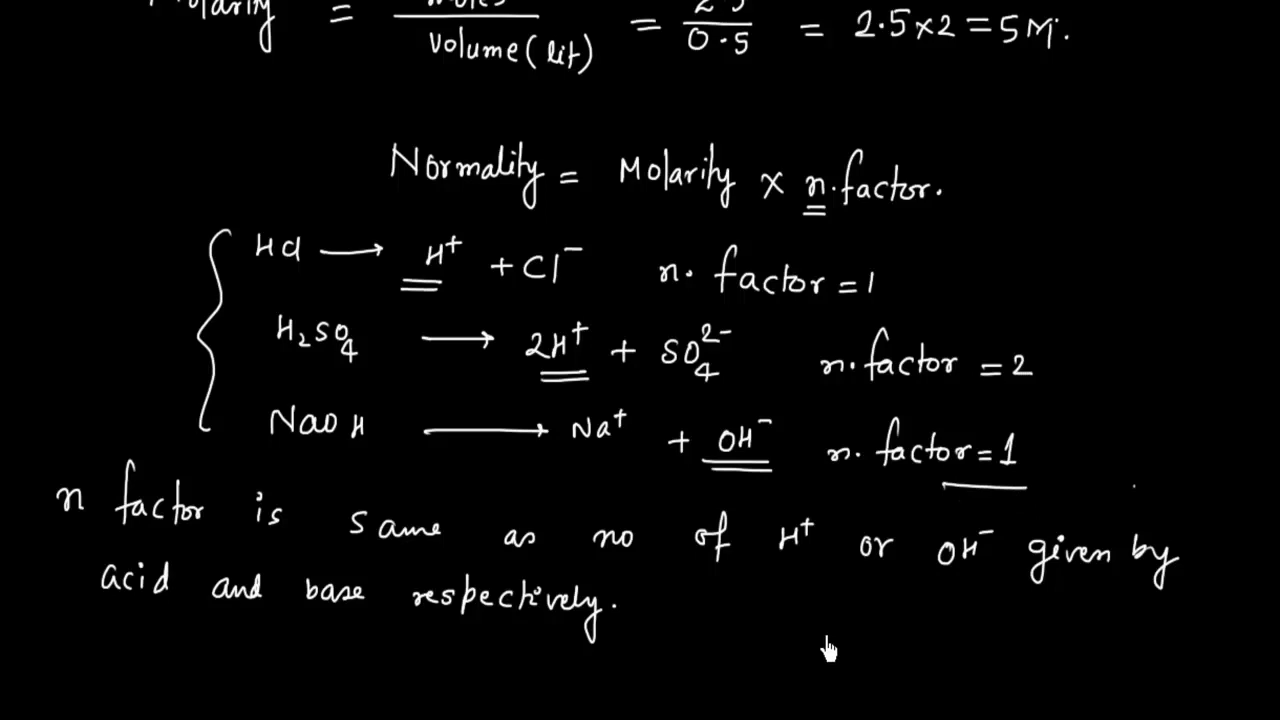 Molarity = moles / volume (lit) = 2.5 / 0.5 = 2.5 x 2 = 5 M.
Normality = Molarity x n.factor.
HCl → H⁺ + Cl⁻ n. factor = 1
H₂SO₄ → 2H⁺ + SO₄²⁻ n.factor = 2
NaOH → Na⁺ + OH⁻ n. factor = 1
n factor is same as no of H⁺ or OH⁻ given by
acid and base respectively.